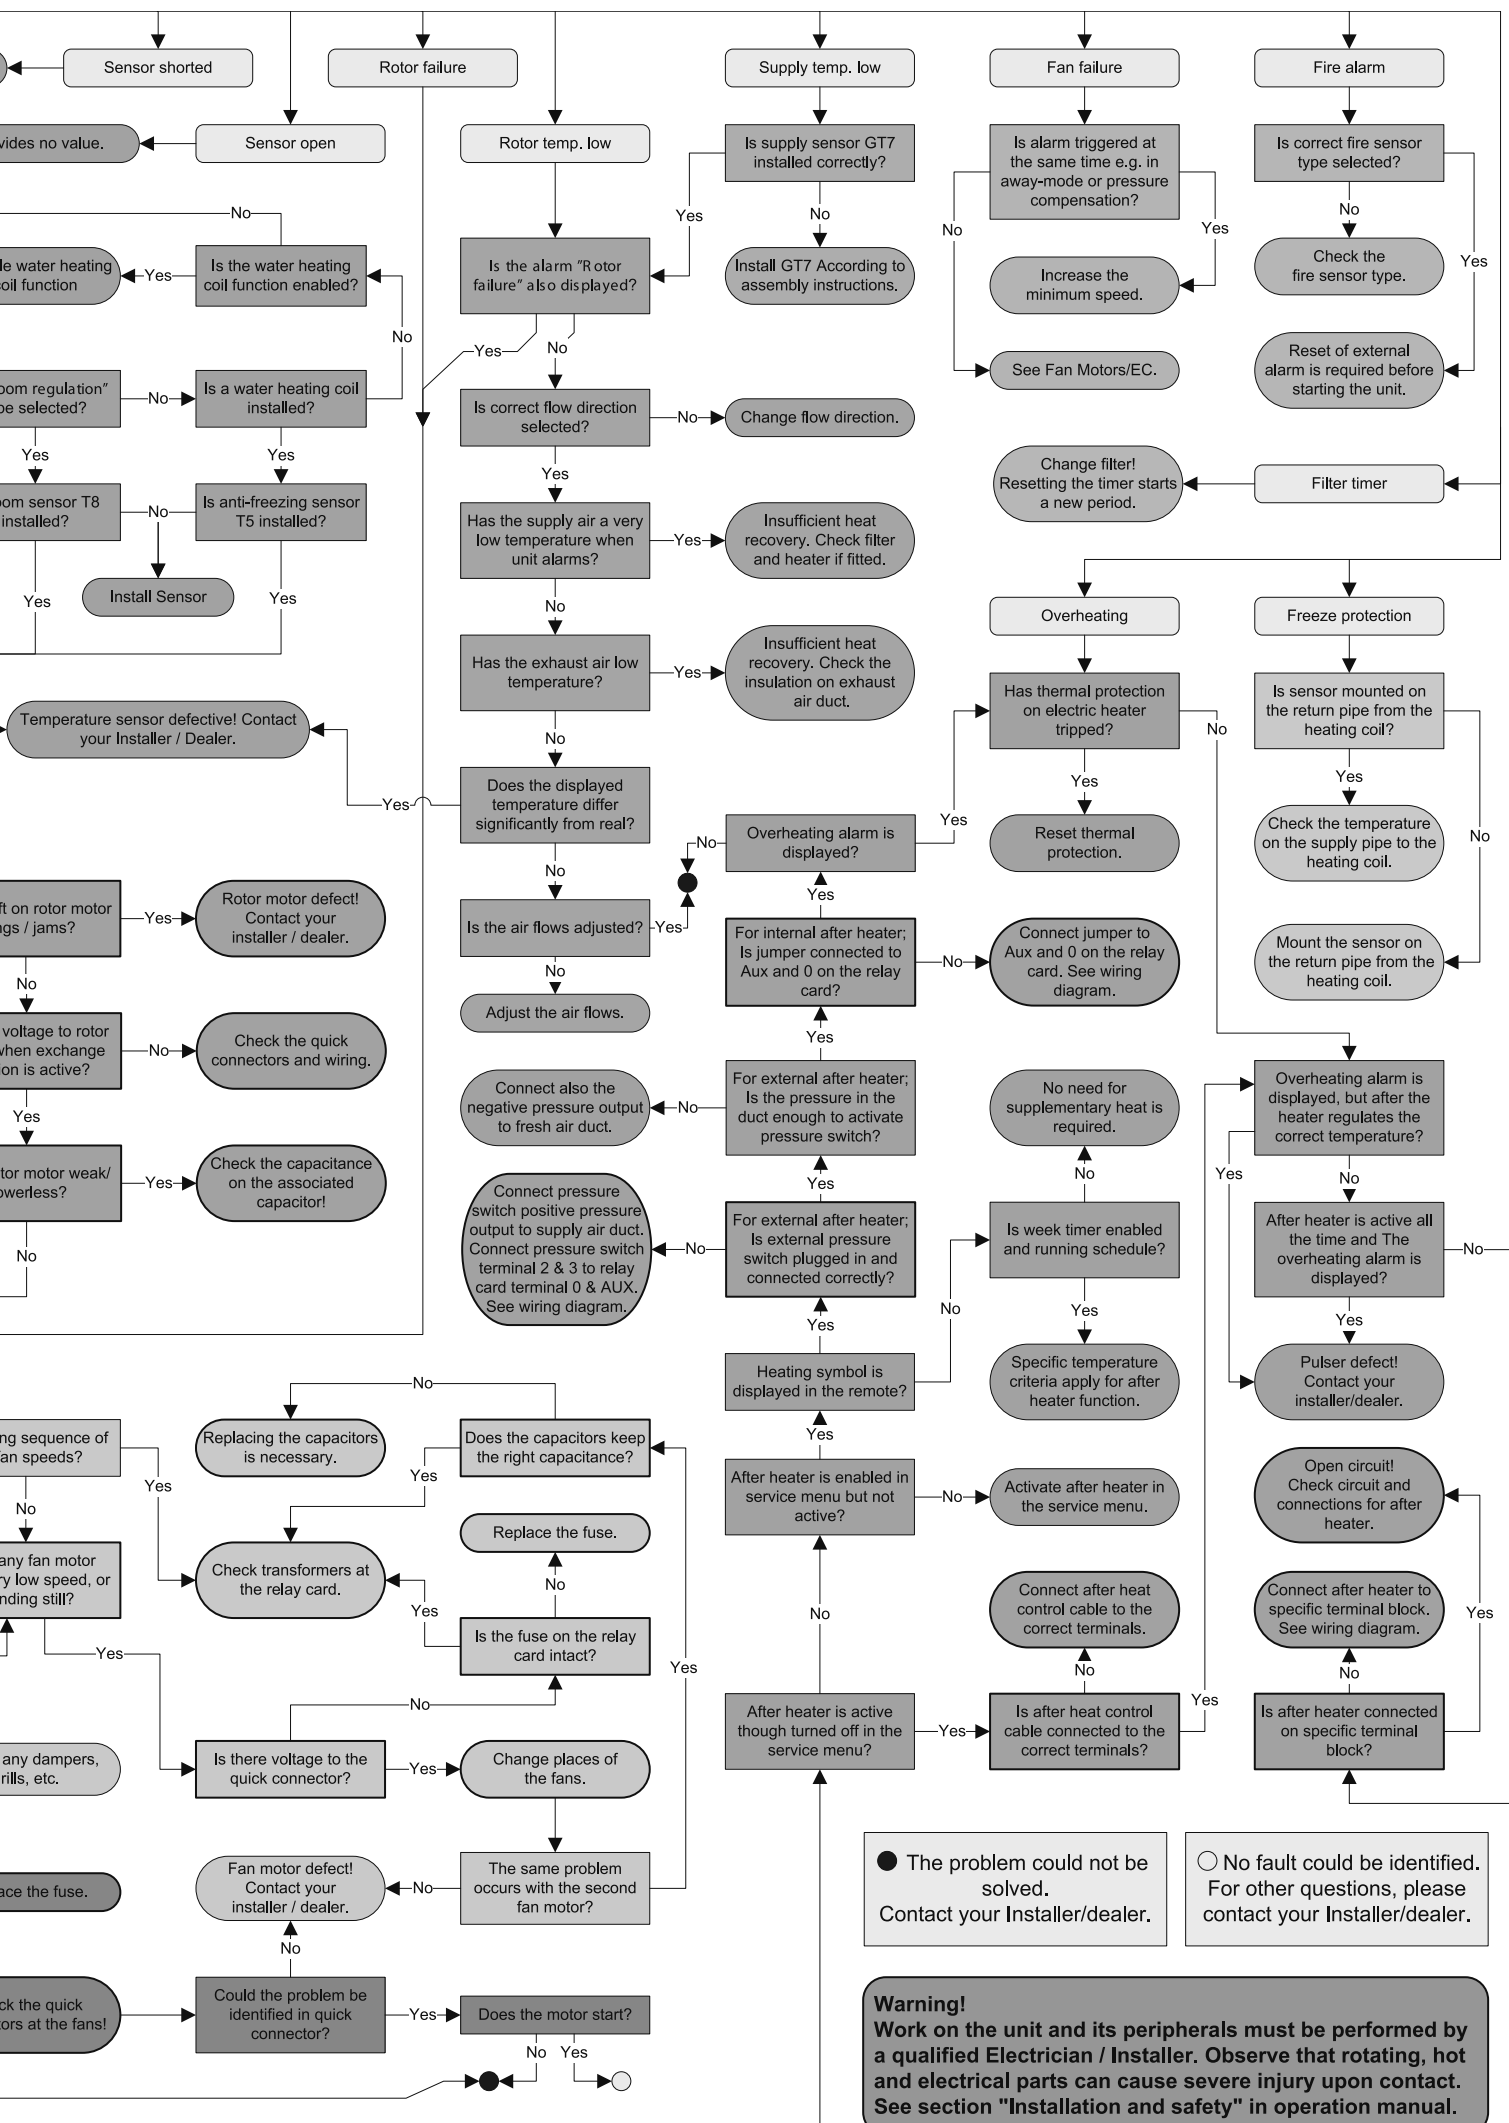 Sensor shorted
Rotor failure
Supply temp. low
Fan failure
Fire alarm
vides no value.
Sensor open
Rotor temp. low
Is supply sensor GT7
installed correctly?
Is alarm triggered at
the same time e.g. in
away-mode or pressure
compensation?
Is correct fire sensor
type selected?
No
Yes
No
No
Yes
No
Yes
le water heating
coil function
Yes
Is the water heating
coil function enabled?
Is the alarm "Rotor
failure" also displayed?
Install GT7 According to
assembly instructions.
Increase the
minimum speed.
Check the
fire sensor type.
No
Yes
No
oom regulation"
be selected?
No
Is a water heating coil
installed?
See Fan Motors/EC.
Reset of external
alarm is required before
starting the unit.
Is correct flow direction
selected?
No
Change flow direction.
Yes
Yes
Yes
oom sensor T8
installed?
No
Is anti-freezing sensor
T5 installed?
Has the supply air a very
low temperature when
unit alarms?
Yes
Insufficient heat
recovery. Check filter
and heater if fitted.
Change filter!
Resetting the timer starts
a new period.
Filter timer
Yes
Install Sensor
Yes
No
Overheating
Freeze protection
Has the exhaust air low
temperature?
Yes
Insufficient heat
recovery. Check the
insulation on exhaust
air duct.
Has thermal protection
on electric heater
tripped?
No
Is sensor mounted on
the return pipe from the
heating coil?
Temperature sensor defective! Contact
your Installer / Dealer.
No
Yes
Yes
Yes
Does the displayed
temperature differ
significantly from real?
No
Overheating alarm is
displayed?
Yes
Reset thermal
protection.
Check the temperature
on the supply pipe to the
heating coil.
No
No
Yes
ft on rotor motor
ngs / jams?
Yes
Rotor motor defect!
Contact your
installer / dealer.
Is the air flows adjusted?
Yes
For internal after heater;
Is jumper connected to
Aux and 0 on the relay
card?
No
Connect jumper to
Aux and 0 on the relay
card. See wiring
diagram.
Mount the sensor on
the return pipe from the
heating coil.
No
No
Adjust the air flows.
Yes
voltage to rotor
when exchange
ion is active?
No
Check the quick
connectors and wiring.
Connect also the
negative pressure output
to fresh air duct.
No
For external after heater;
Is the pressure in the
duct enough to activate
pressure switch?
No need for
supplementary heat is
required.
Overheating alarm is
displayed, but after the
heater regulates the
correct temperature?
Yes
Yes
No
Yes
No
tor motor weak/
owerless?
Yes
Check the capacitance
on the associated
capacitor!
Connect pressure
switch positive pressure
output to supply air duct.
Connect pressure switch
terminal 2 & 3 to relay
card terminal 0 & AUX.
See wiring diagram.
No
For external after heater;
Is external pressure
switch plugged in and
connected correctly?
Is week timer enabled
and running schedule?
After heater is active all
the time and The
overheating alarm is
displayed?
No
No
Yes
No
Yes
Yes
Heating symbol is
displayed in the remote?
Specific temperature
criteria apply for after
heater function.
Pulser defect!
Contact your
installer/dealer.
No
ing sequence of
fan speeds?
Yes
Replacing the capacitors
is necessary.
Does the capacitors keep
the right capacitance?
Yes
Yes
After heater is enabled in
service menu but not
active?
No
Activate after heater in
the service menu.
Open circuit!
Check circuit and
connections for after
heater.
No
any fan motor
ry low speed, or
nding still?
Check transformers at
the relay card.
Replace the fuse.
No
Yes
Is the fuse on the relay
card intact?
No
Connect after heat
control cable to the
correct terminals.
Connect after heater to
specific terminal block.
See wiring diagram.
Yes
Yes
No
Yes
No
No
Yes
After heater is active
though turned off in the
service menu?
Yes
Is after heat control
cable connected to the
correct terminals?
Is after heater connected
on specific terminal
block?
any dampers,
rills, etc.
Is there voltage to the
quick connector?
Yes
Change places of
the fans.
ace the fuse.
Fan motor defect!
Contact your
installer / dealer.
No
The same problem
occurs with the second
fan motor?
The problem could not be
solved.
Contact your Installer/dealer.
No fault could be identified.
For other questions, please
contact your Installer/dealer.
No
ck the quick
tors at the fans!
Could the problem be
identified in quick
connector?
Yes
Does the motor start?
No
Yes
Warning!
Work on the unit and its peripherals must be performed by
a qualified Electrician / Installer. Observe that rotating, hot
and electrical parts can cause severe injury upon contact.
See section "Installation and safety" in operation manual.